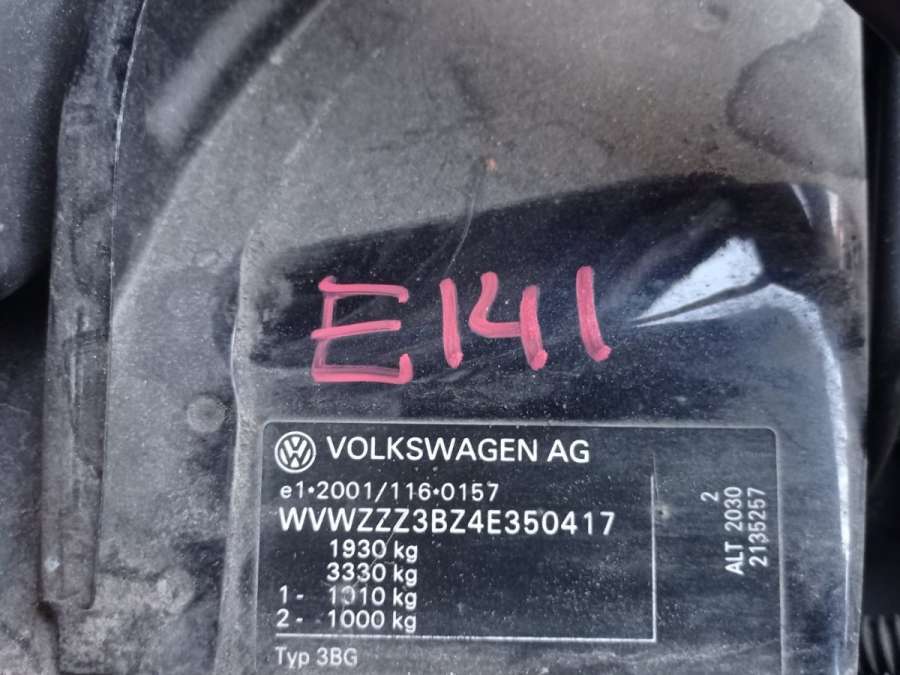 E141
VOLKSWAGEN AG
e1*2001/116*0157
WVWZZZ3BZ4E350417
1930 kg
3330 kg
1- 1010 kg
2- 1000 kg
Typ 3BG
2
ALT 2030
2135257